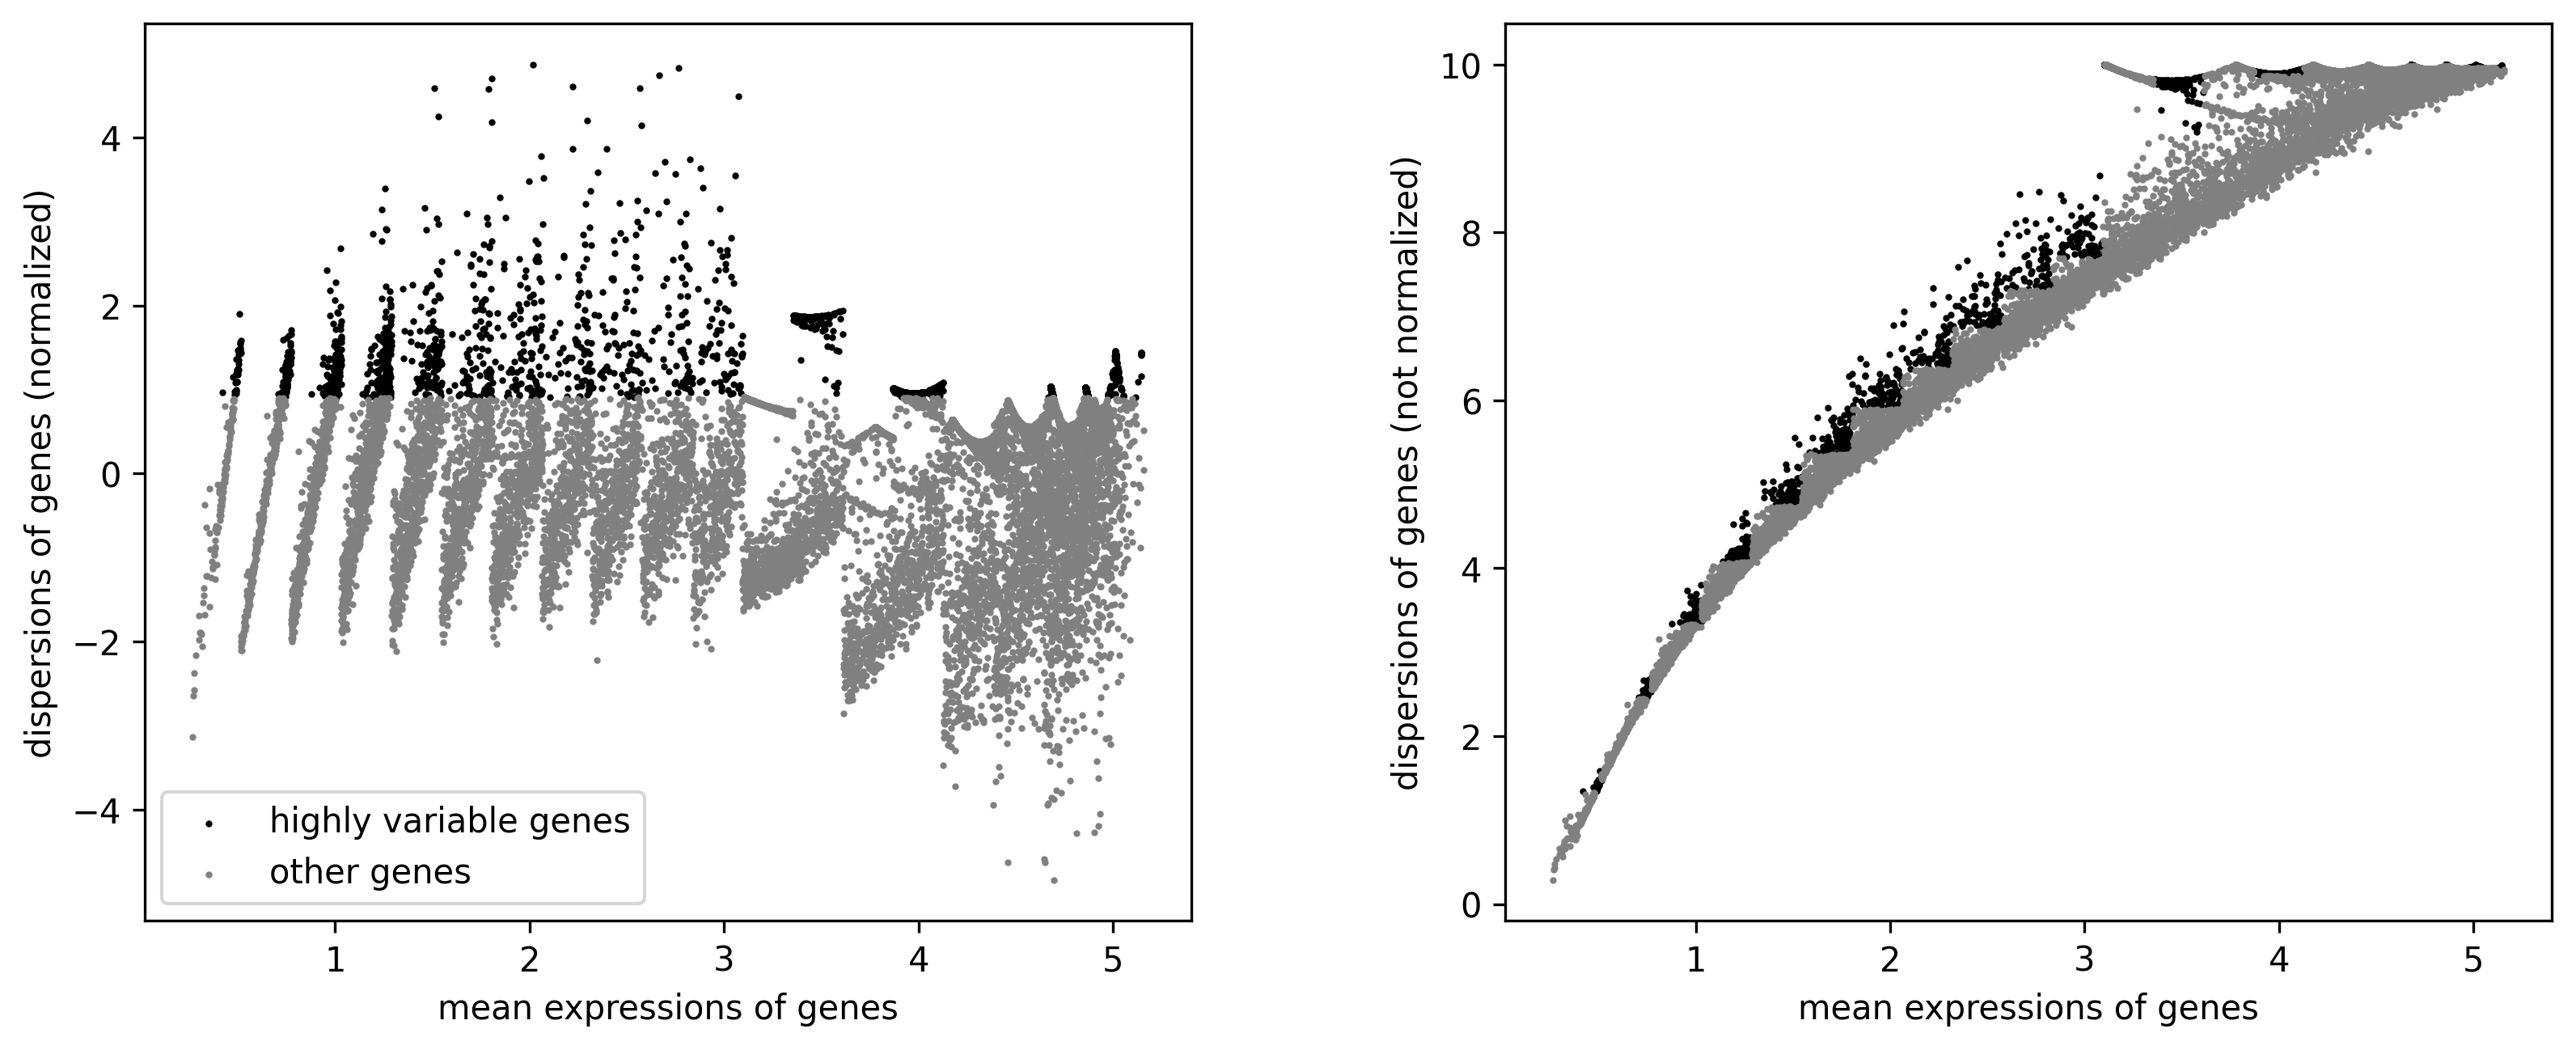 dispersions of genes (normalized)
4
2
0
−2
−4
highly variable genes
other genes
1 2 3 4 5
mean expressions of genes
dispersions of genes (not normalized)
10
8
6
4
2
0
1 2 3 4 5
mean expressions of genes